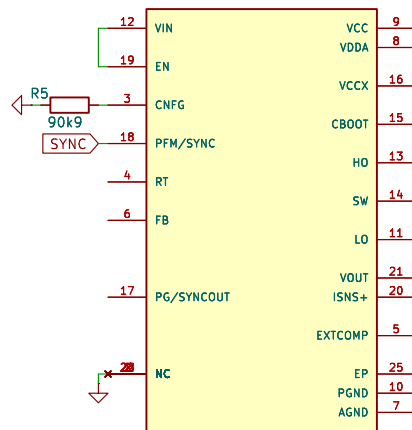 12 VIN VCC 9
VDDA 8
19 EN
VCCX 16
R5
3 CNFG
90k9
CBOOT 15
SYNC 18 PFM/SYNC
HO 13
4 RT
SW 14
6 FB
LO 11
VOUT 21
17 PG/SYNCOUT ISNS+ 20
EXTCOMP 5
NC EP 25
PGND 10
AGND 7